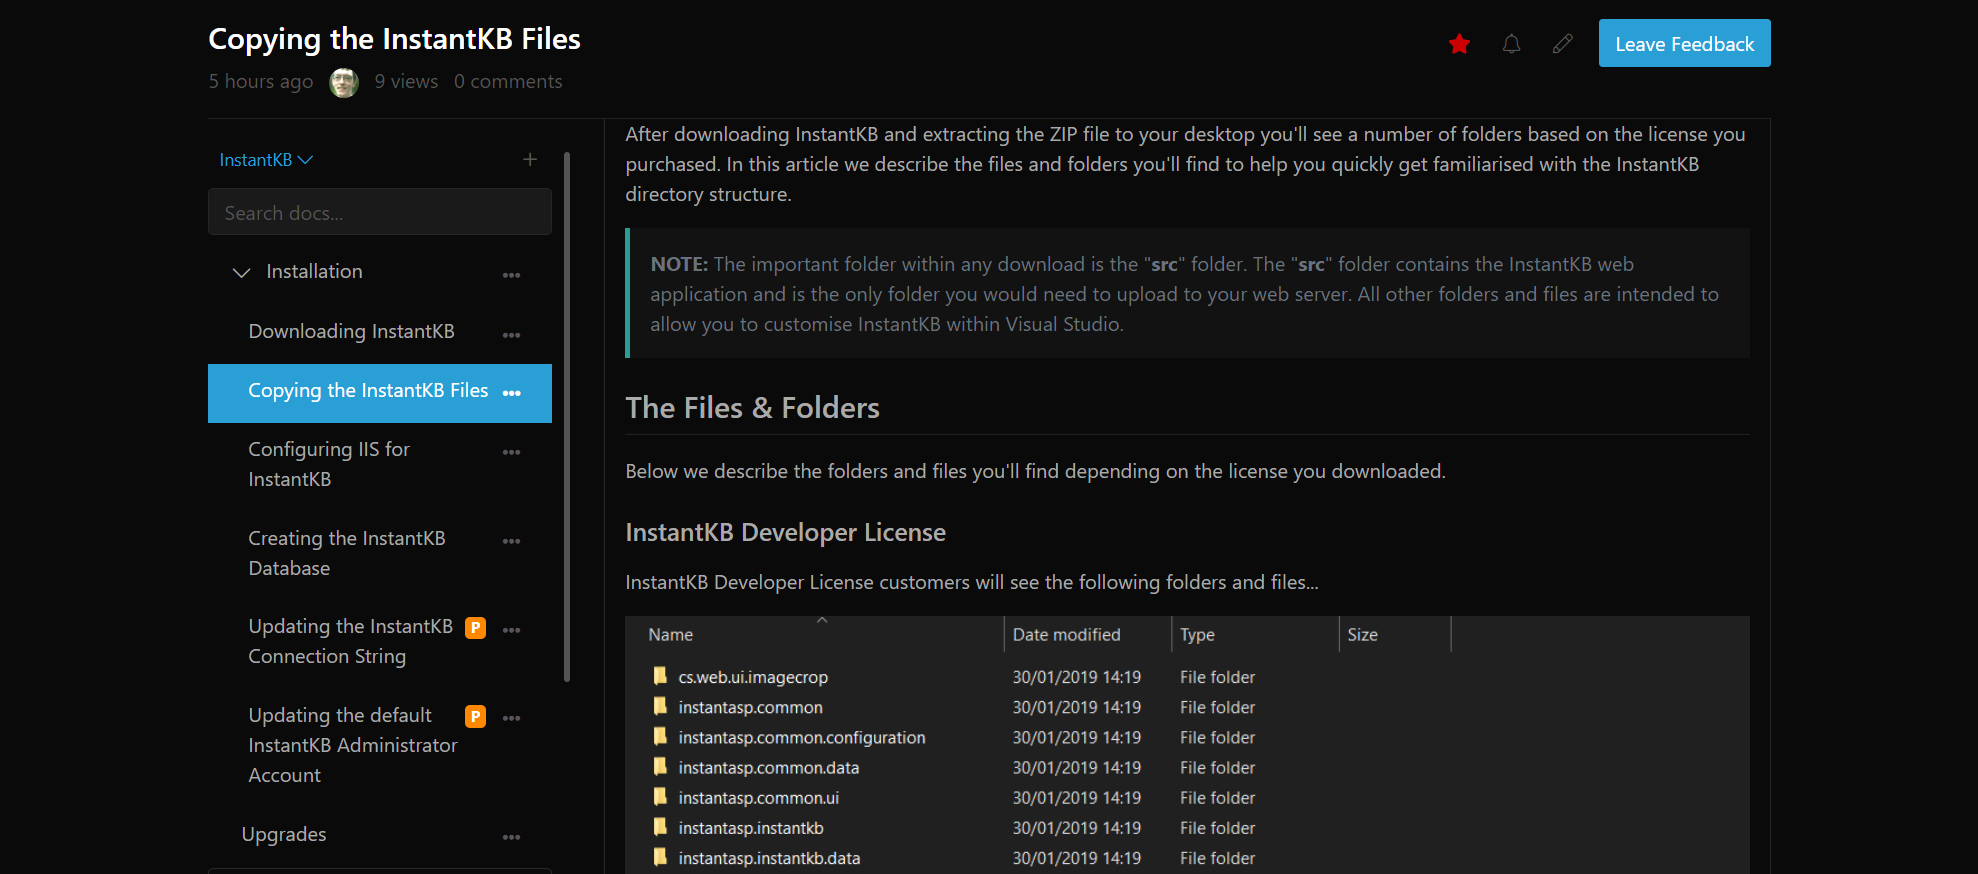 Copying the InstantKB Files
5 hours ago 9 views 0 comments
Leave Feedback
InstantKB
+
Search docs...
Installation
Downloading InstantKB
Copying the InstantKB Files
Configuring IIS for
InstantKB
Creating the InstantKB
Database
Updating the InstantKB P
Connection String
Updating the default P
InstantKB Administrator
Account
Upgrades
After downloading InstantKB and extracting the ZIP file to your desktop you'll see a number of folders based on the license you
purchased. In this article we describe the files and folders you'll find to help you quickly get familiarised with the InstantKB
directory structure.
NOTE: The important folder within any download is the "src" folder. The "src" folder contains the InstantKB web
application and is the only folder you would need to upload to your web server. All other folders and files are intended to
allow you to customise InstantKB within Visual Studio.
The Files & Folders
Below we describe the folders and files you'll find depending on the license you downloaded.
InstantKB Developer License
InstantKB Developer License customers will see the following folders and files...
Name Date modified Type Size
cs.web.ui.imagecrop 30/01/2019 14:19 File folder
instantasp.common 30/01/2019 14:19 File folder
instantasp.common.configuration 30/01/2019 14:19 File folder
instantasp.common.data 30/01/2019 14:19 File folder
instantasp.common.ui 30/01/2019 14:19 File folder
instantasp.instantkb 30/01/2019 14:19 File folder
instantasp.instantkb.data 30/01/2019 14:19 File folder